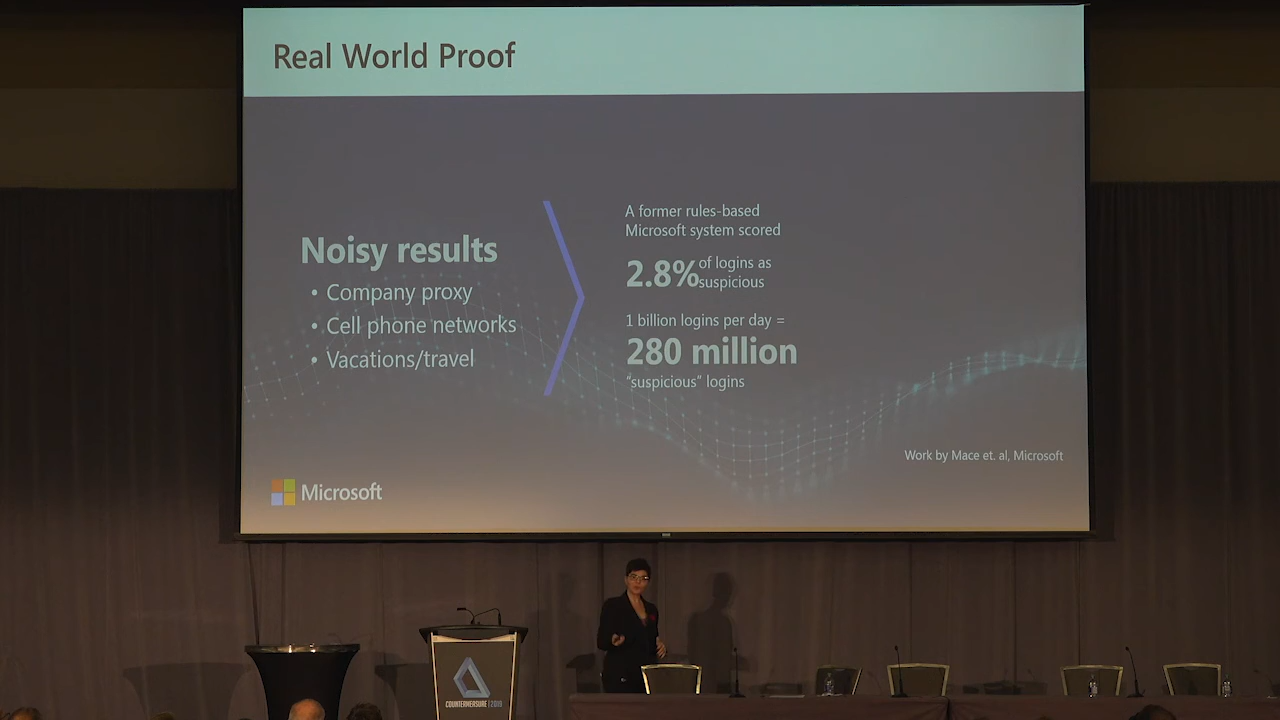 Real World Proof
Noisy results
• Company proxy
• Cell phone networks
• Vacations/travel
A former rules-based
Microsoft system scored
2.8% of logins as
suspicious
1 billion logins per day =
280 million
"suspicious" logins
Work by Mace et. al, Microsoft
Microsoft
COUNTERMEASURE | 2019